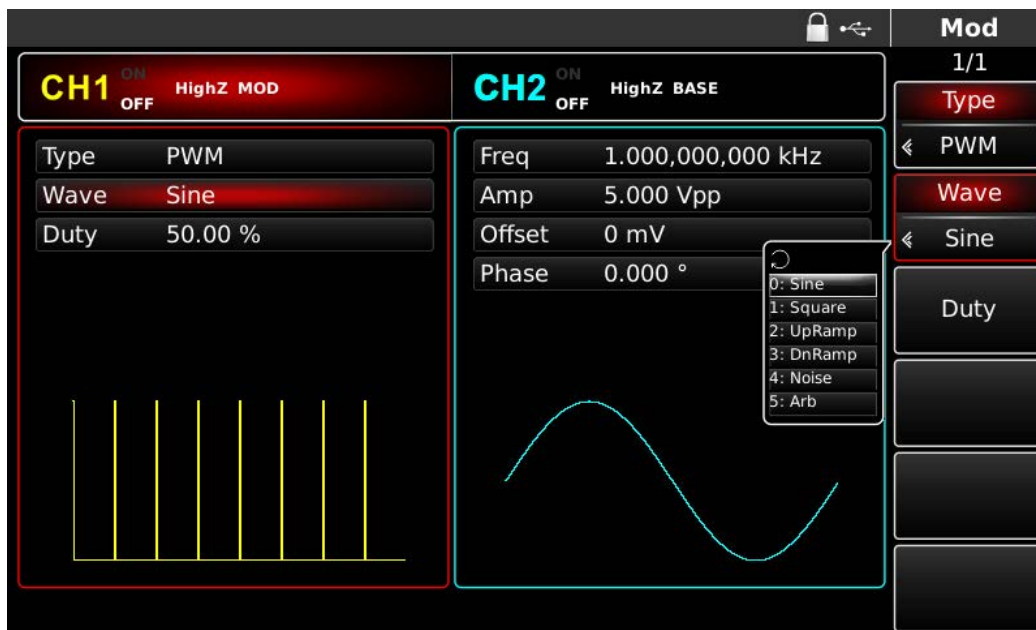 Mod
1/1
CH1 ON OFF HighZ MOD
CH2 ON OFF HighZ BASE
Type
PWM
Type PWM
Wave Sine
Duty 50.00 %
Freq 1.000,000,000 kHz
Amp 5.000 Vpp
Offset 0 mV
Phase 0.000 °
Wave
Sine
0: Sine
1: Square
2: UpRamp
3: DnRamp
4: Noise
5: Arb
Duty